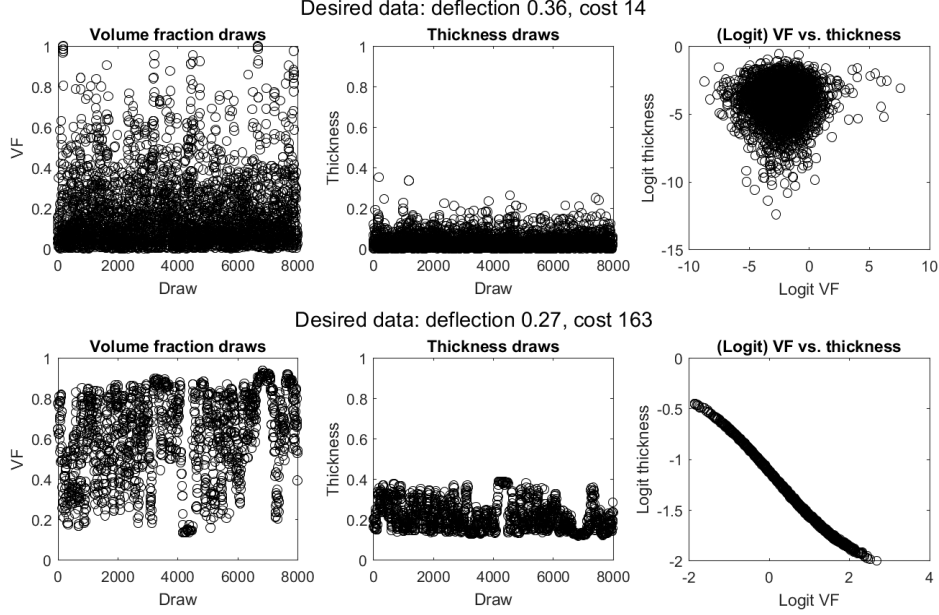 Desired data: deflection 0.36, cost 14
Volume fraction draws
Thickness draws
(Logit) VF vs. thickness
1
0.8
0.6
0.4
0.2
0
VF
0 2000 4000 6000 8000
Draw
1
0.8
0.6
0.4
0.2
0
Thickness
0 2000 4000 6000 8000
Draw
0
-5
-10
-15
Logit thickness
-10 -5 0 5 10
Logit VF
Desired data: deflection 0.27, cost 163
Volume fraction draws
Thickness draws
(Logit) VF vs. thickness
1
0.8
0.6
0.4
0.2
0
VF
0 2000 4000 6000 8000
Draw
1
0.8
0.6
0.4
0.2
0
Thickness
0 2000 4000 6000 8000
Draw
0
-0.5
-1
-1.5
-2
Logit thickness
-2 0 2 4
Logit VF